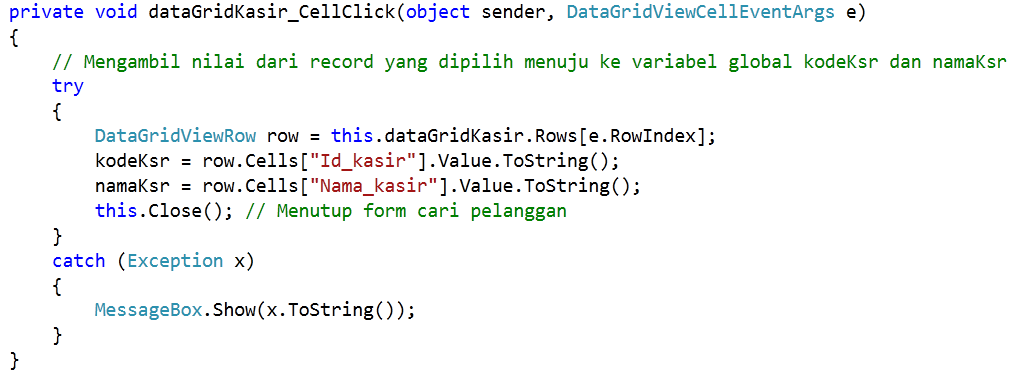 private void dataGridKasir_CellClick(object sender, DataGridViewCellEventArgs e)
{
    // Mengambil nilai dari record yang dipilih menuju ke variabel global kodeKsr dan namaKsr
    try
    {
        DataGridViewRow row = this.dataGridKasir.Rows[e.RowIndex];
        kodeKsr = row.Cells["Id_kasir"].Value.ToString();
        namaKsr = row.Cells["Nama_kasir"].Value.ToString();
        this.Close(); // Menutup form cari pelanggan
    }
    catch (Exception x)
    {
        MessageBox.Show(x.ToString());
    }
}